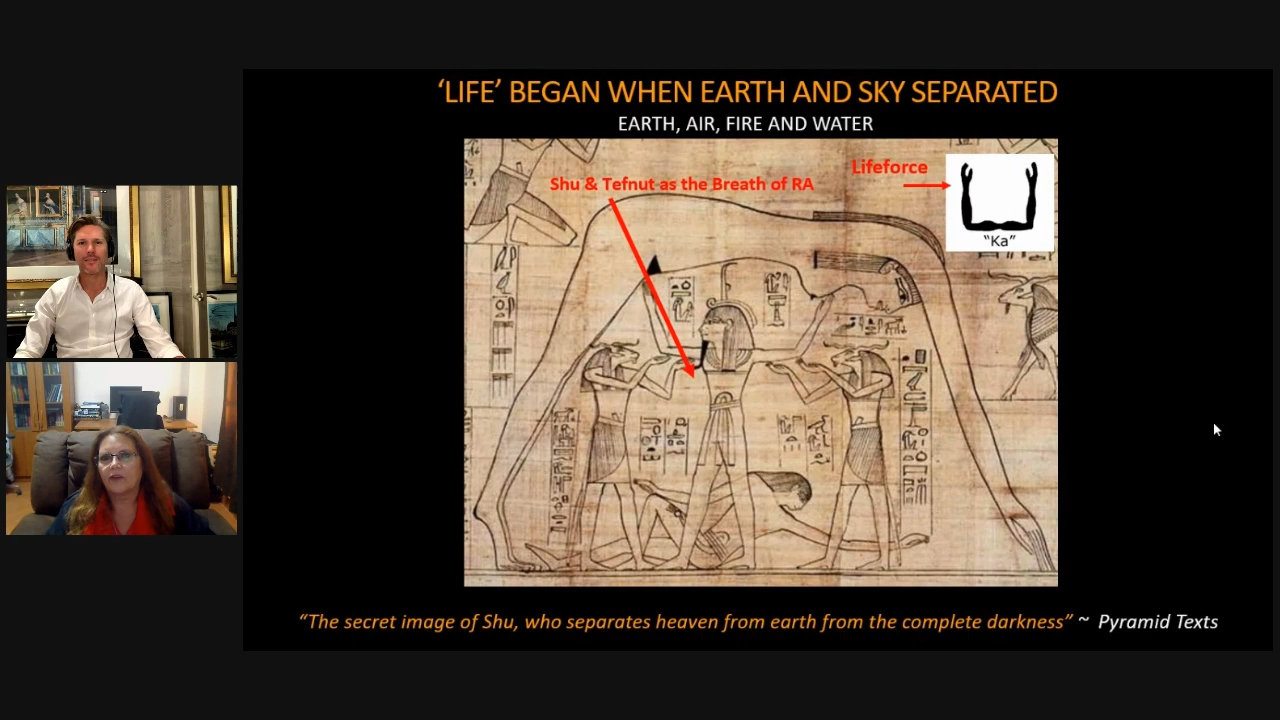 ‘LIFE’ BEGAN WHEN EARTH AND SKY SEPARATED
EARTH, AIR, FIRE AND WATER
Lifeforce
Shu & Tefnut as the Breath of RA
“Ka”
“The secret image of Shu, who separates heaven from earth from the complete darkness” ~ Pyramid Texts